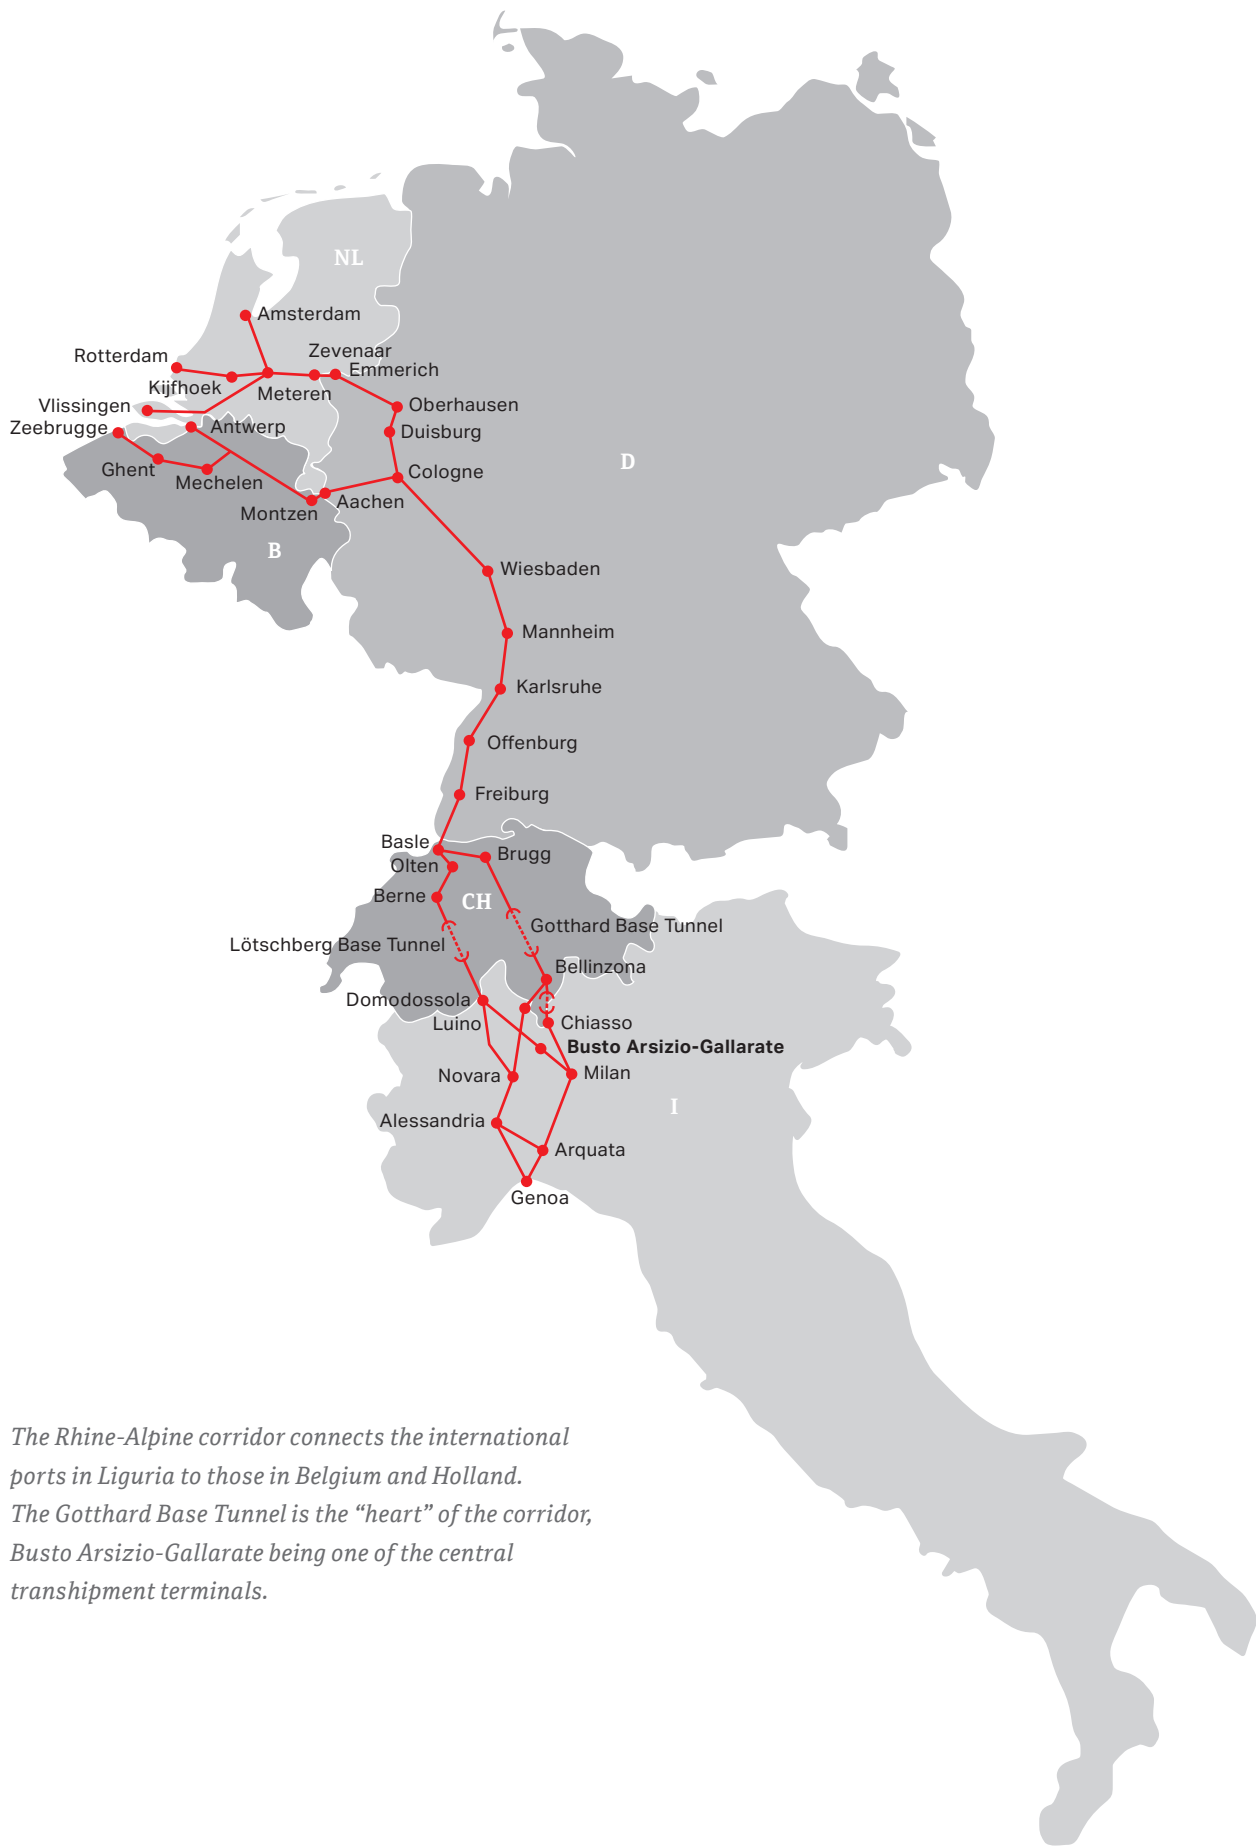 NL
Amsterdam
Rotterdam
Zevenaar
Emmerich
Kijfhoek
Meteren
Vlissingen
Oberhausen
Zeebrugge
Antwerp
Duisburg
Ghent
Mechelen
Cologne
D
Aachen
Montzen
B
Wiesbaden
Mannheim
Karlsruhe
Offenburg
Freiburg
Basle
Brugg
Olten
Berne
CH
Gotthard Base Tunnel
Lötschberg Base Tunnel
Bellinzona
Domodossola
Luino
Chiasso
Busto Arsizio-Gallarate
Novara
Milan
I
Alessandria
Arquata
Genoa
The Rhine-Alpine corridor connects the international
ports in Liguria to those in Belgium and Holland.
The Gotthard Base Tunnel is the “heart” of the corridor,
Busto Arsizio-Gallarate being one of the central
transhipment terminals.